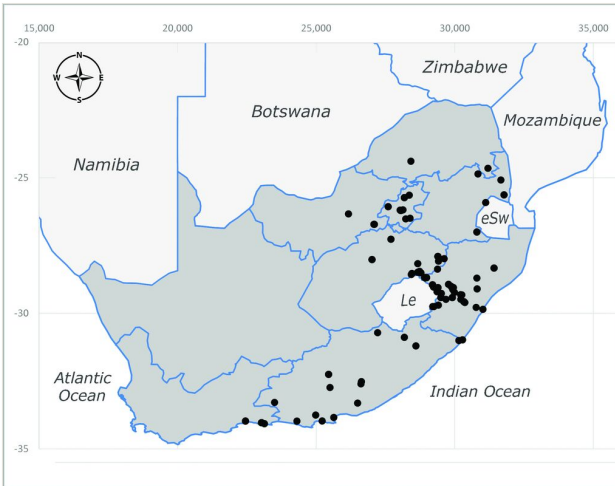 15,000 20,000 25,000 30,000 35,000
-20
N
W E
S
Zimbabwe
Botswana
Mozambique
Namibia
-25
eSw
Le
-30
Atlantic
Ocean
Indian Ocean
-35